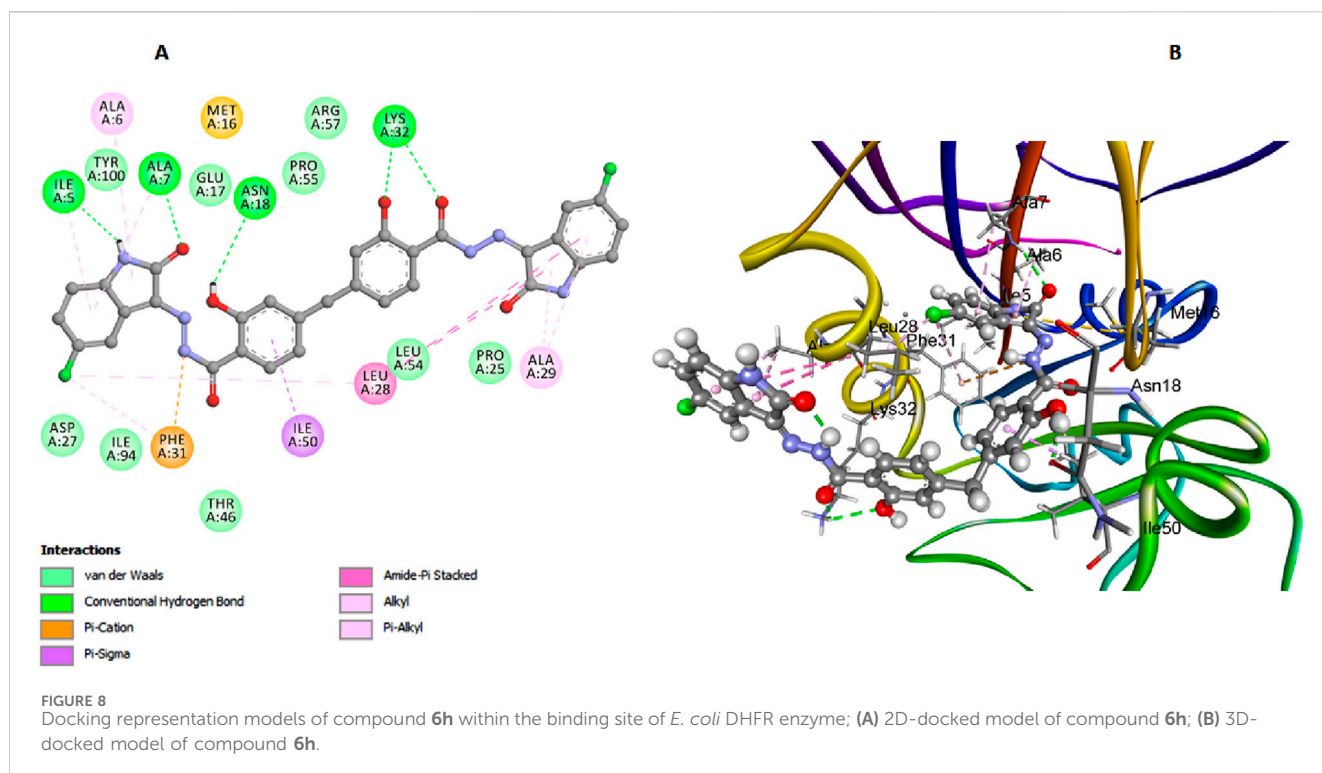 A
B
ALA
A:6
MET
A:16
ARG
A:57
LYS
A:32
TYR
A:100
ALA
A:7
GLU
A:17
PRO
A:55
ILE
A:5
ASN
A:18
LEU
A:54
PRO
A:25
ALA
A:29
LEU
A:28
ASP
A:27
ILE
A:94
PHE
A:31
ILE
A:50
THR
A:46
Ala7
Ala6
Met16
Leu28
Phe31
Asn18
Lys32
Ile50
Interactions
van der Waals
Conventional Hydrogen Bond
Pi-Cation
Pi-Sigma
Amide-Pi Stacked
Alkyl
Pi-Alkyl
FIGURE 8
Docking representation models of compound 6h within the binding site of E. coli DHFR enzyme; (A) 2D-docked model of compound 6h; (B) 3D-
docked model of compound 6h.